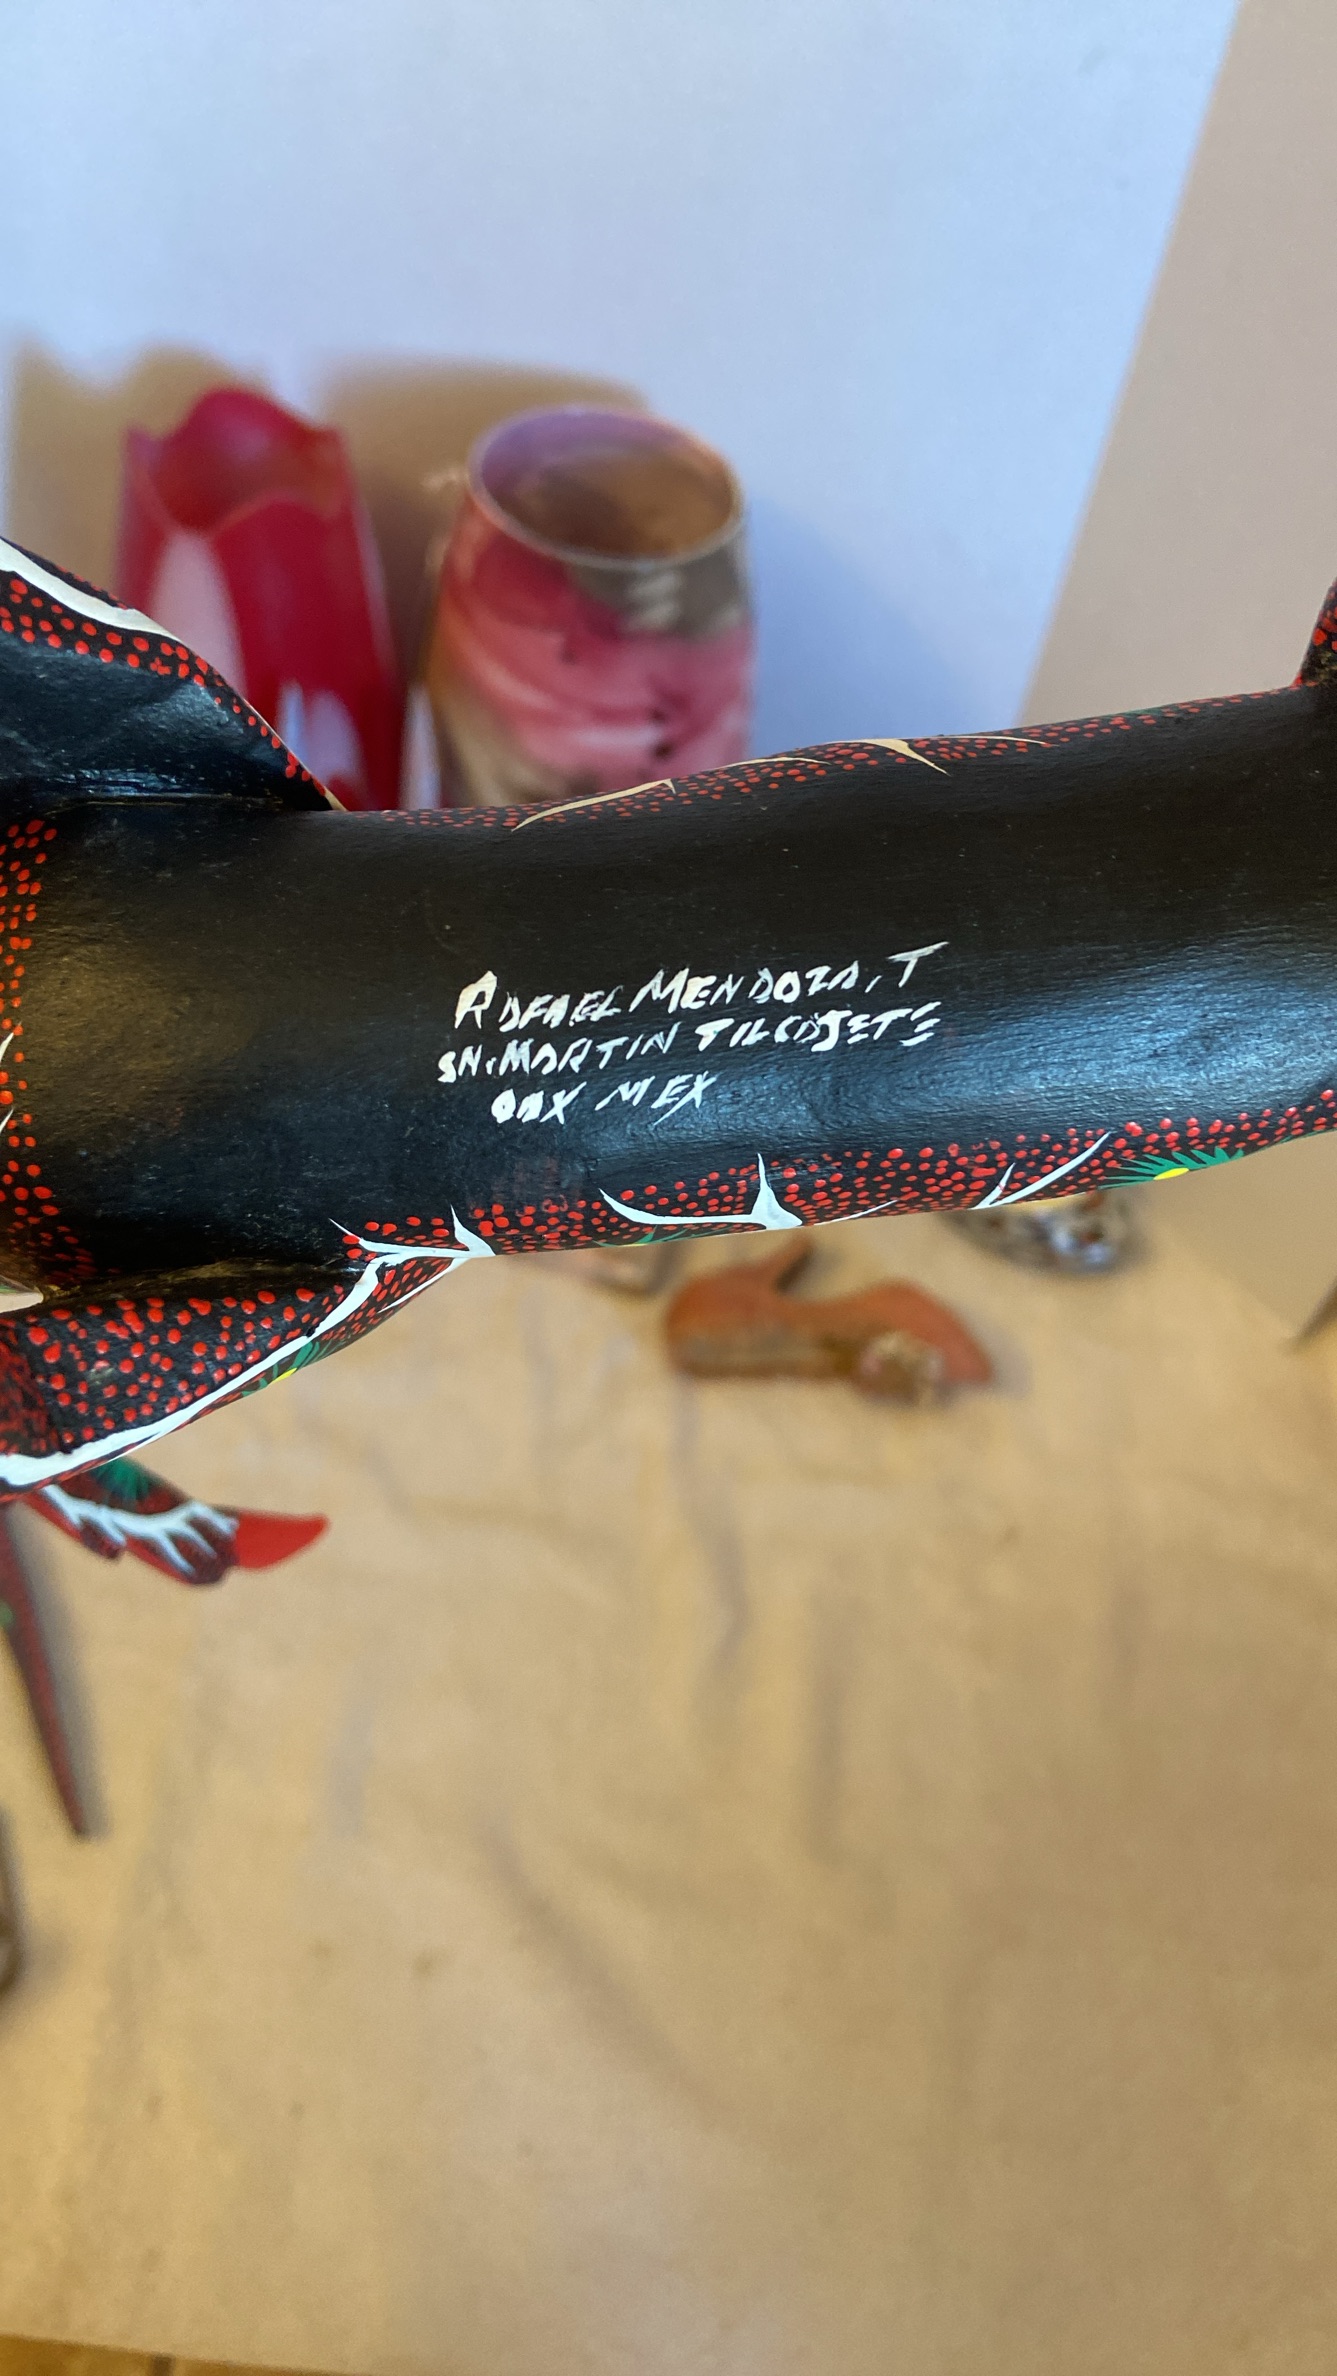 RAFAEL MENDOZA, T
SN. MARTIN TILCAJETE
OAX MEX